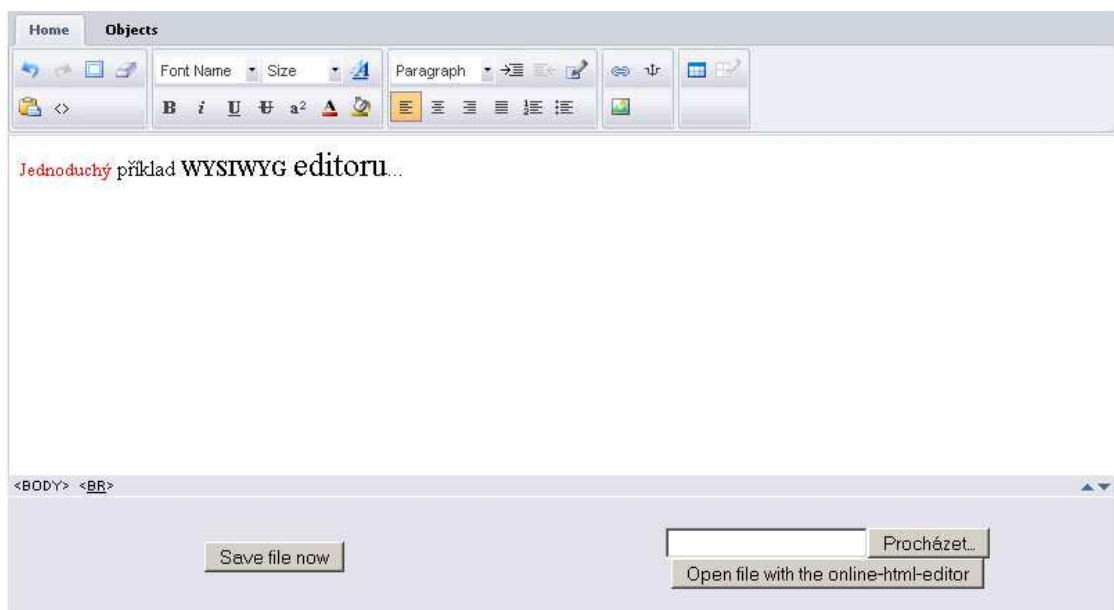 Home Objects
Font Name Size A Paragraph
<> B i U U a² A
Jednoduchý příklad WYSIWYG editoru...
<BODY> <BR>
Procházet...
Save file now
Open file with the online-html-editor